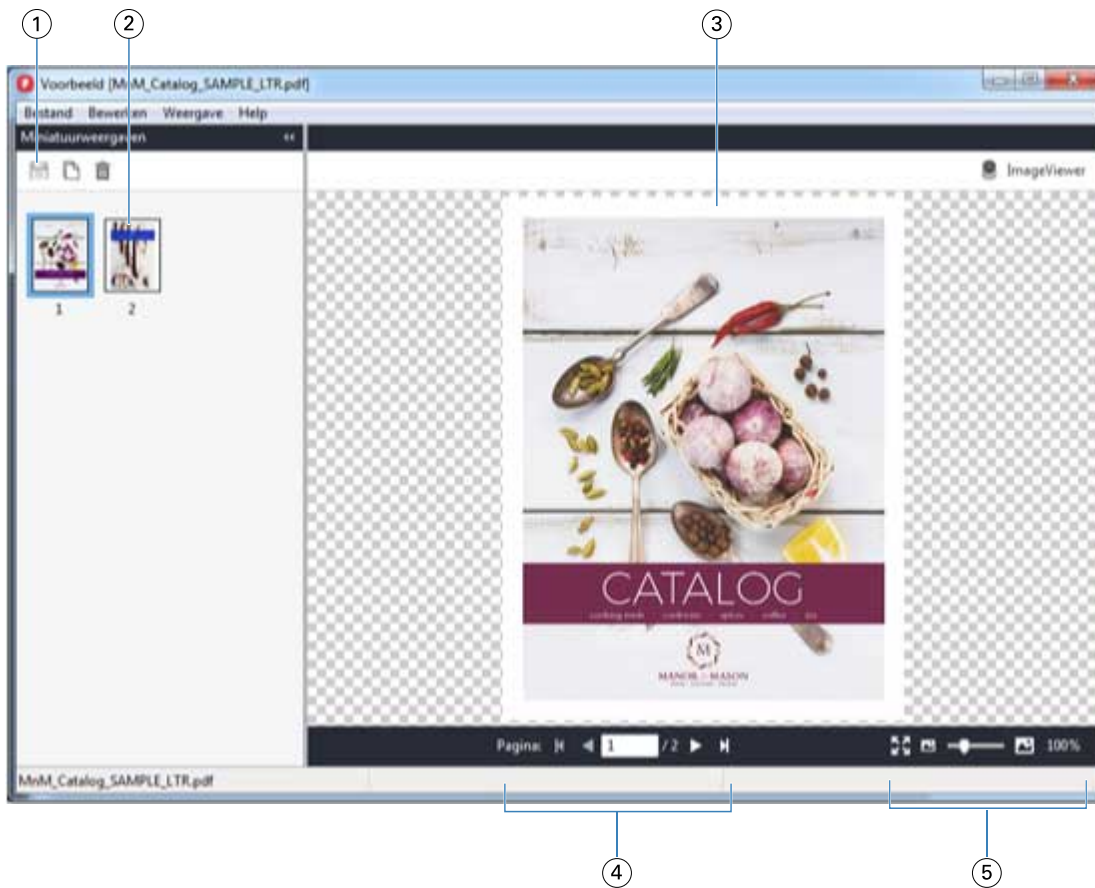 1 2 3
Voorbeeld [MnM_Catalog_SAMPLE_LTR.pdf]
Bestand Bewerken Weergave Help
Miniatuurweergaven
ImageViewer
1 2
CATALOG
MANOR MASON
Pagina: 1 / 2 100%
MnM_Catalog_SAMPLE_LTR.pdf
4 5